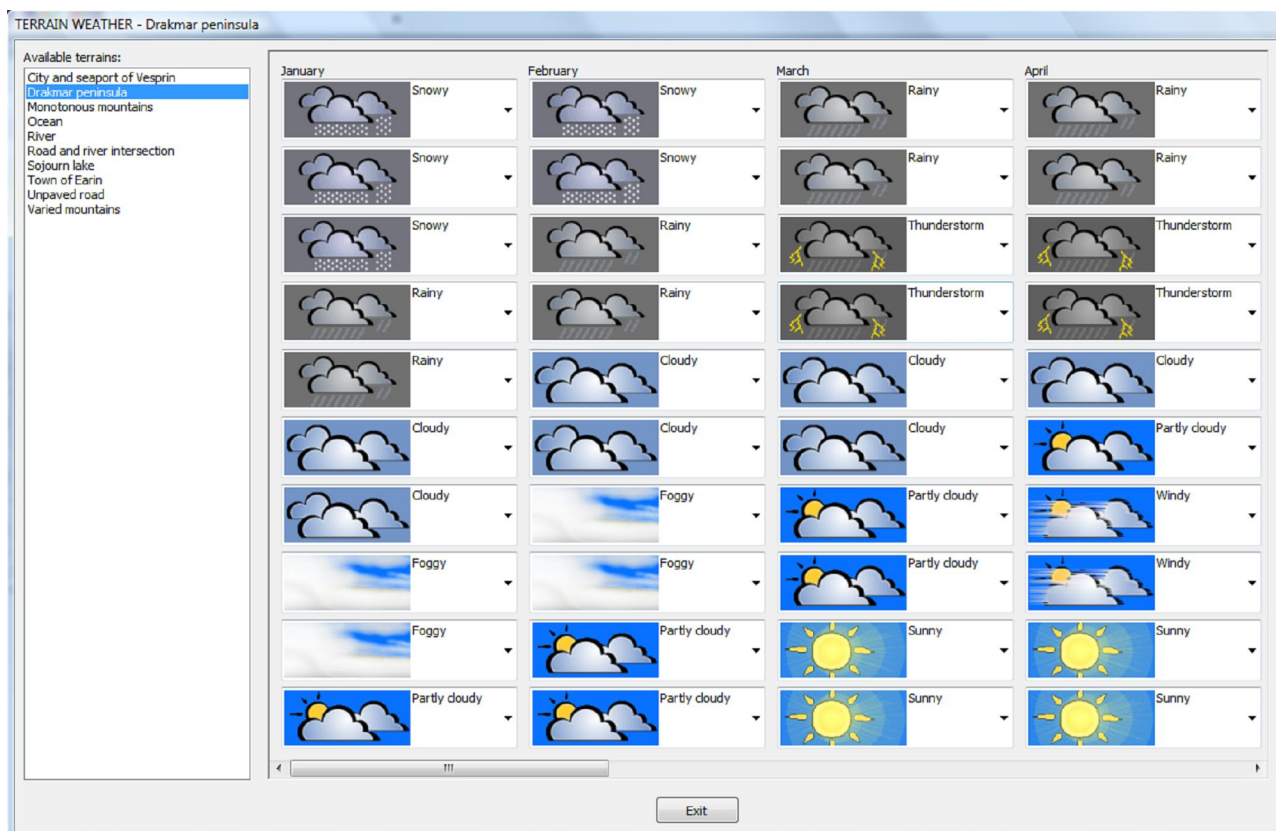 TERRAIN WEATHER - Drakmar peninsula
Available terrains:
City and seaport of Vesprin
Drakmar peninsula
Monotonous mountains
Ocean
River
Road and river intersection
Sojourn lake
Town of Earin
Unpaved road
Varied mountains
January February March April
Snowy Snowy Rainy Rainy
Snowy Snowy Rainy Rainy
Snowy Rainy Thunderstorm Thunderstorm
Rainy Rainy Thunderstorm Thunderstorm
Rainy Cloudy Cloudy Cloudy
Cloudy Cloudy Cloudy Partly cloudy
Cloudy Foggy Partly cloudy Windy
Foggy Foggy Partly cloudy Windy
Foggy Partly cloudy Sunny Sunny
Partly cloudy Partly cloudy Sunny Sunny
Exit